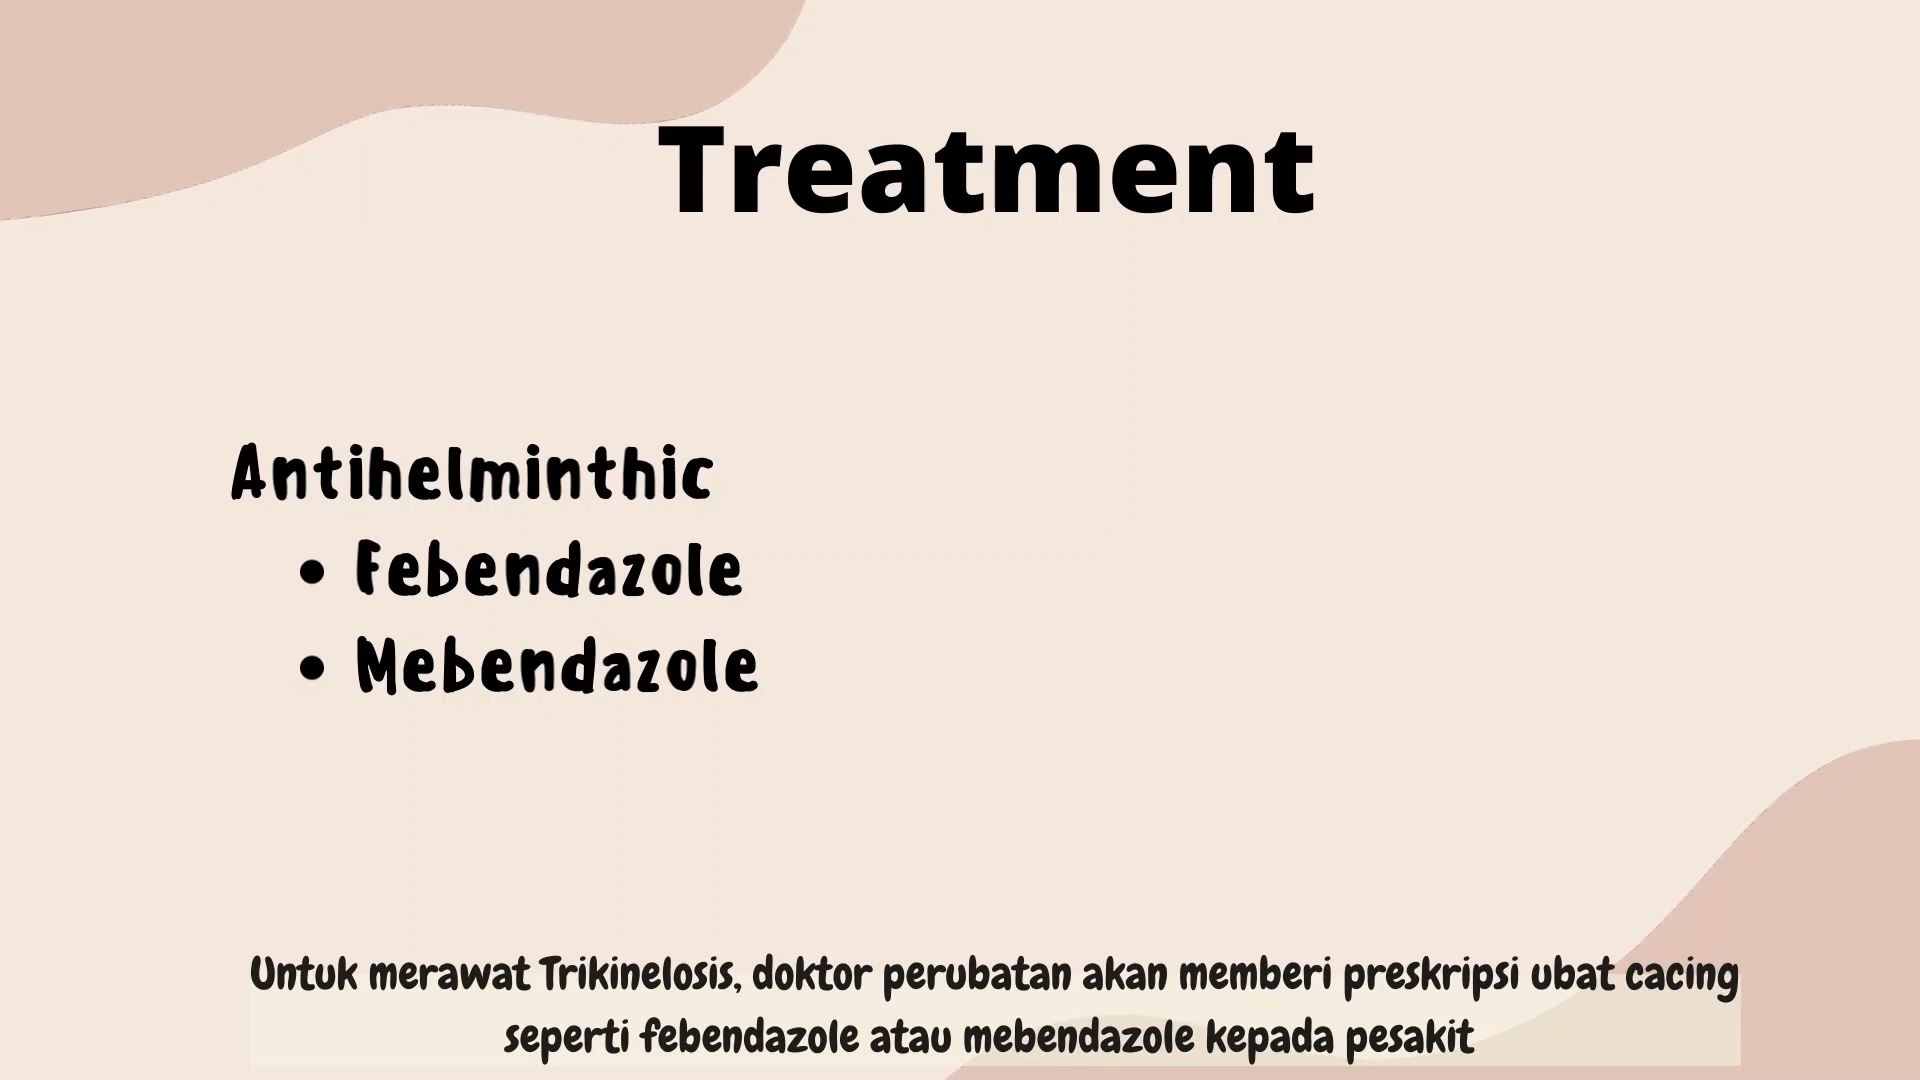 Treatment
Antihelminthic
• Febendazole
• Mebendazole
Untuk merawat Trikinelosis, doktor perubatan akan memberi preskripsi ubat cacing
seperti febendazole atau mebendazole kepada pesakit